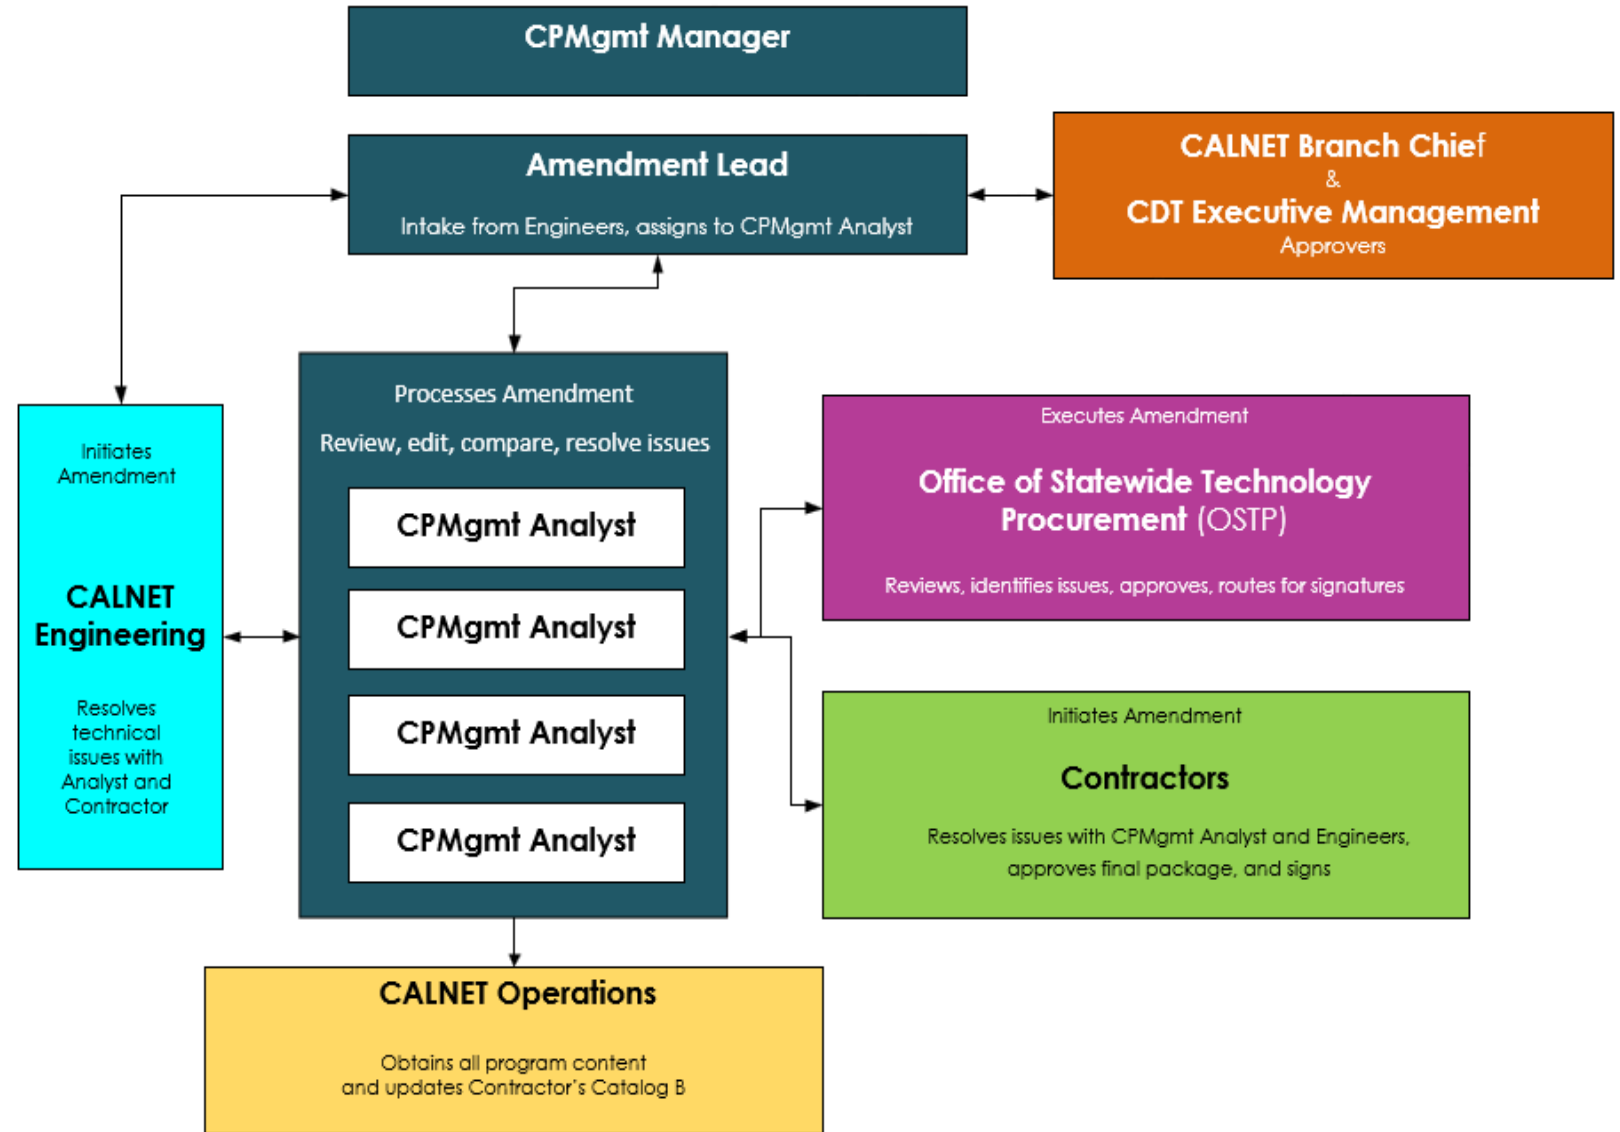 CPMgmt Manager
Amendment Lead
Intake from Engineers, assigns to CPMgmt Analyst
CALNET Branch Chief
&
CDT Executive Management
Approvers
Initiates
Amendment
CALNET
Engineering
Resolves
technical
issues with
Analyst and
Contractor
Processes Amendment
Review, edit, compare, resolve issues
CPMgmt Analyst
CPMgmt Analyst
CPMgmt Analyst
CPMgmt Analyst
Executes Amendment
Office of Statewide Technology
Procurement (OSTP)
Reviews, identifies issues, approves, routes for signatures
Initiates Amendment
Contractors
Resolves issues with CPMgmt Analyst and Engineers,
approves final package, and signs
CALNET Operations
Obtains all program content
and updates Contractor's Catalog B